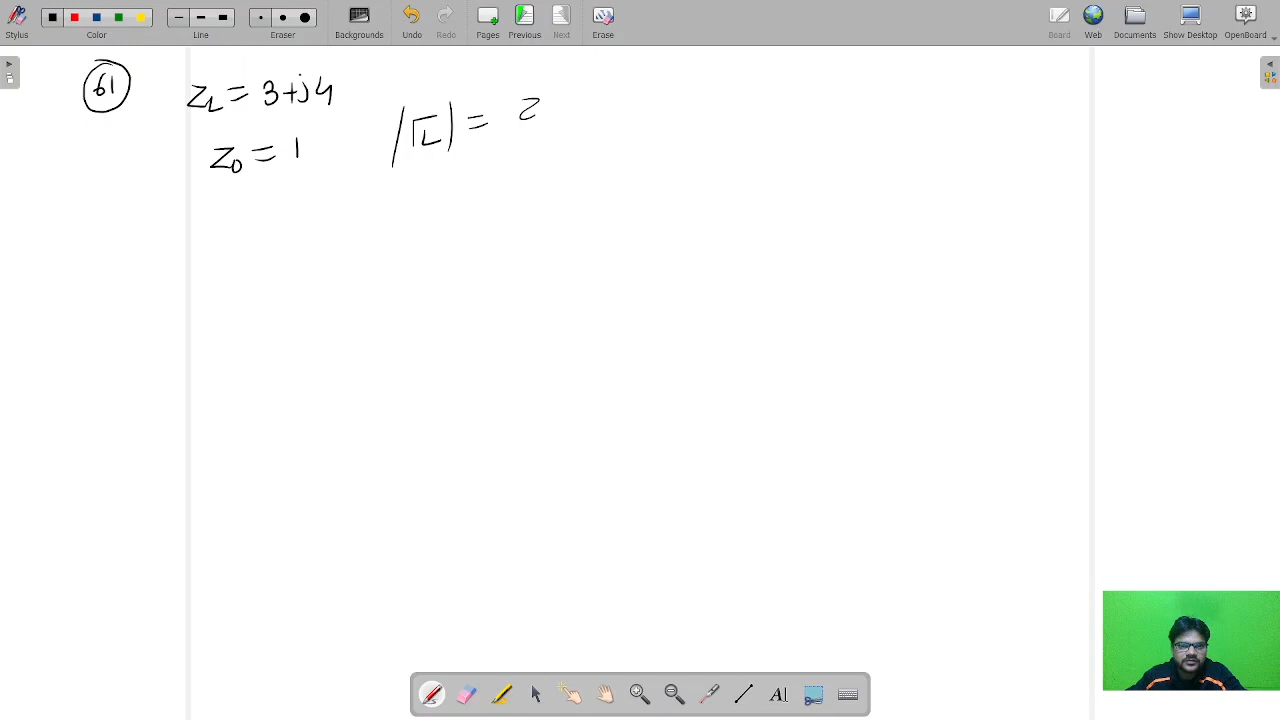 Stylus Color Line Eraser Backgrounds Undo Redo Pages Previous Next Erase Board Web Documents Show Desktop OpenBoard
61
Z_L = 3+j4
Z_0 = 1
|Γ_L| = Z
AI